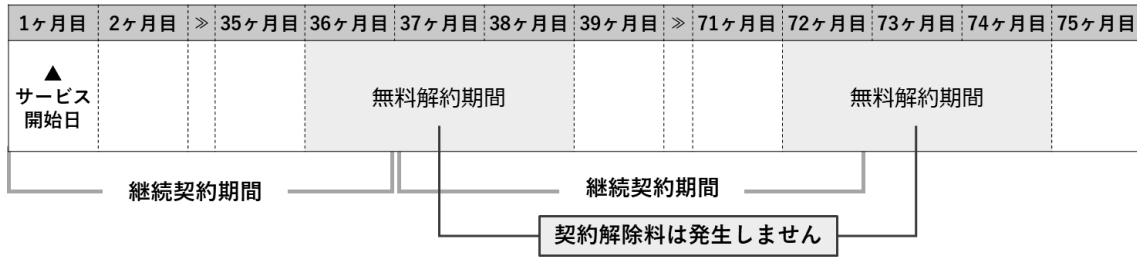 1ヶ月目 2ヶ月目 ≫ 35ヶ月目 36ヶ月目 37ヶ月目 38ヶ月目 39ヶ月目 ≫ 71ヶ月目 72ヶ月目 73ヶ月目 74ヶ月目 75ヶ月目
▲
サービス
開始日
無料解約期間
無料解約期間
継続契約期間
継続契約期間
契約解除料は発生しません